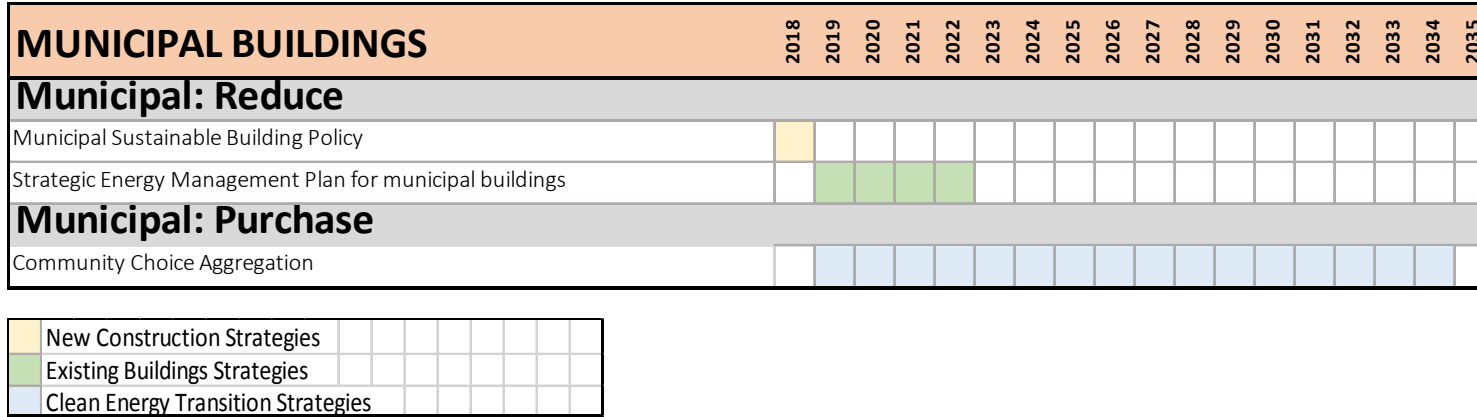 MUNICIPAL BUILDINGS 2018 2019 2020 2021 2022 2023 2024 2025 2026 2027 2028 2029 2030 2031 2032 2033 2034 2035
Municipal: Reduce
Municipal Sustainable Building Policy
Strategic Energy Management Plan for municipal buildings
Municipal: Purchase
Community Choice Aggregation
New Construction Strategies
Existing Buildings Strategies
Clean Energy Transition Strategies